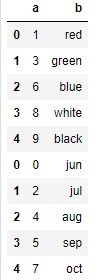 a b
0 1 red
1 3 green
2 6 blue
3 8 white
4 9 black
0 0 jun
1 2 jul
2 4 aug
3 5 sep
4 7 oct